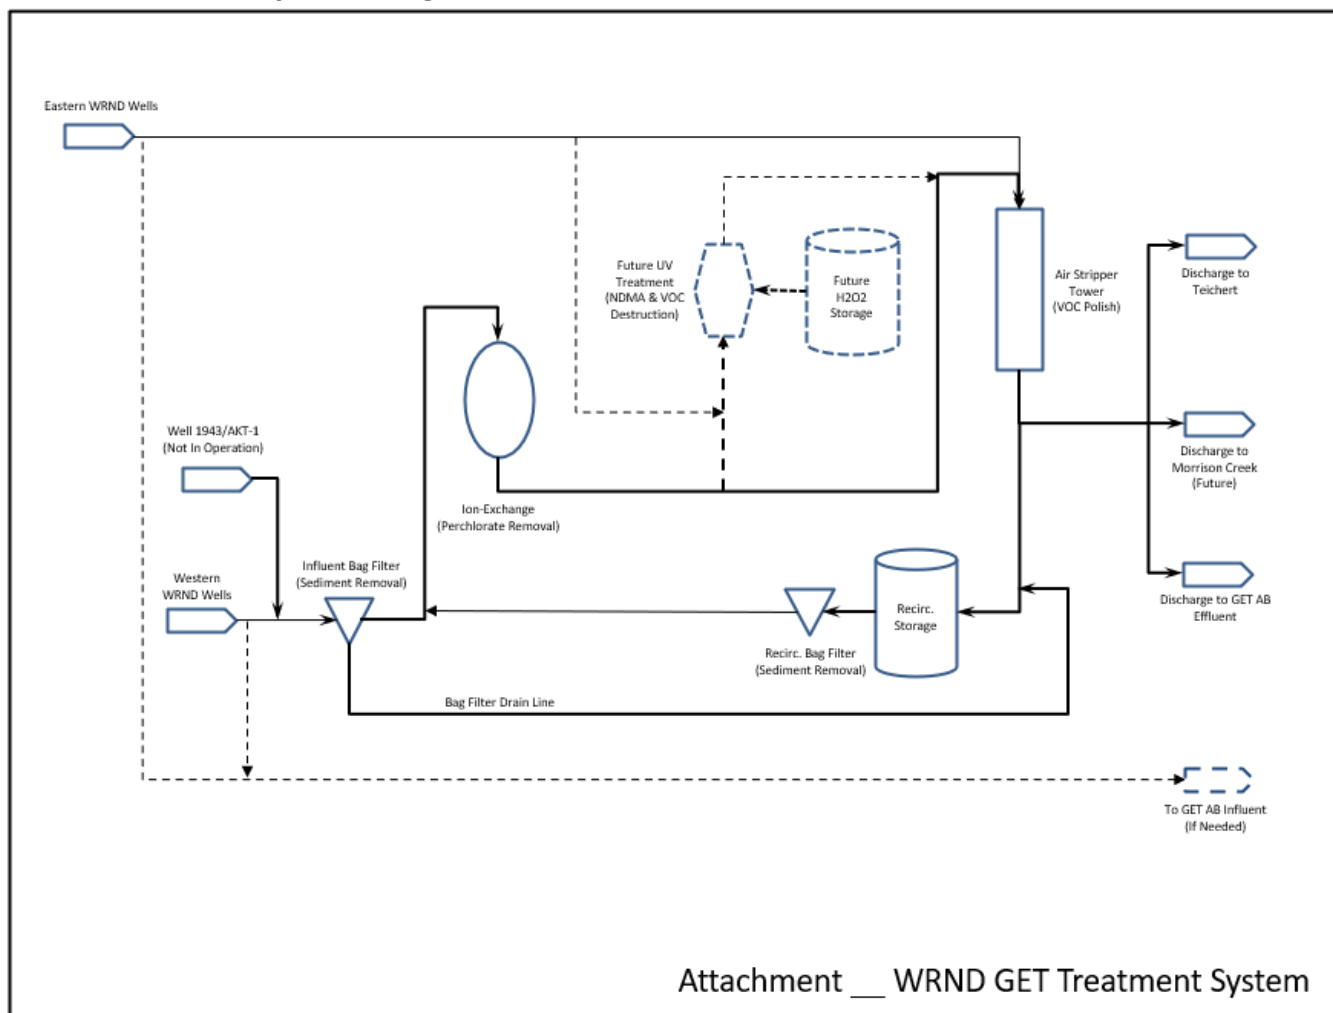 Eastern WRND Wells
Future UV
Treatment
(NDMA & VOC
Destruction)
Future
H2O2
Storage
Air Stripper
Tower
(VOC Polish)
Discharge to
Teichert
Well 1943/AKT-1
(Not In Operation)
Discharge to
Morrison Creek
(Future)
Ion-Exchange
(Perchlorate Removal)
Influent Bag Filter
(Sediment Removal)
Western
WRND Wells
Recirc.
Storage
Discharge to GET AB
Effluent
Recirc. Bag Filter
(Sediment Removal)
Bag Filter Drain Line
To GET AB Influent
(If Needed)
Attachment __ WRND GET Treatment System